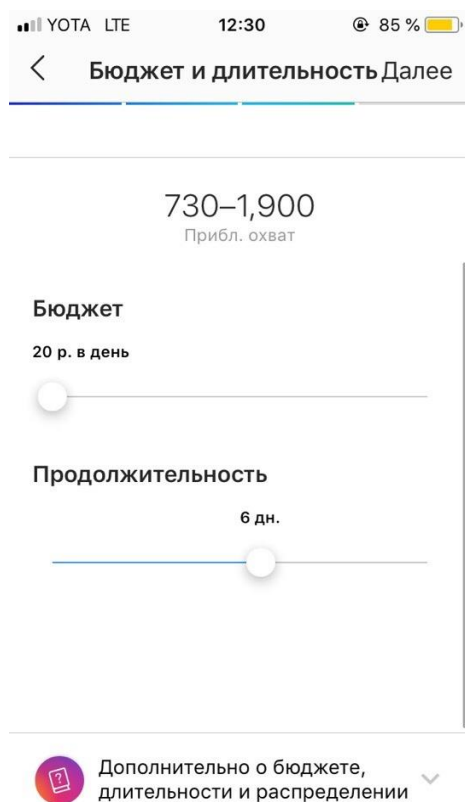 YOTA LTE 12:30 85 %
Бюджет и длительность Далее
730–1,900
Прибл. охват
Бюджет
20 р. в день
Продолжительность
6 дн.
Дополнительно о бюджете,
длительности и распределении